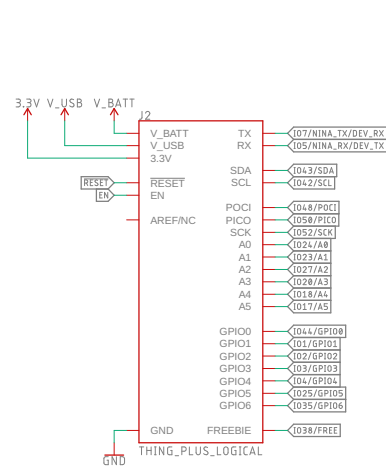 3.3V V_USB V_BATT
J2
V_BATT TX IO7/NINA_TX/DEV_RX
V_USB RX IO5/NINA_RX/DEV_TX
3.3V
SDA IO43/SDA
RESET RESET SCL IO42/SCL
EN EN
POCI IO48/POCI
AREF/NC PICO IO50/PICO
SCK IO52/SCK
A0 IO24/A0
A1 IO23/A1
A2 IO27/A2
A3 IO20/A3
A4 IO18/A4
A5 IO17/A5
GPIO0 IO44/GPIO0
GPIO1 IO1/GPIO1
GPIO2 IO2/GPIO2
GPIO3 IO3/GPIO3
GPIO4 IO4/GPIO4
GPIO5 IO25/GPIO5
GPIO6 IO35/GPIO6
GND FREEBIE IO38/FREE
THING_PLUS_LOGICAL
GND